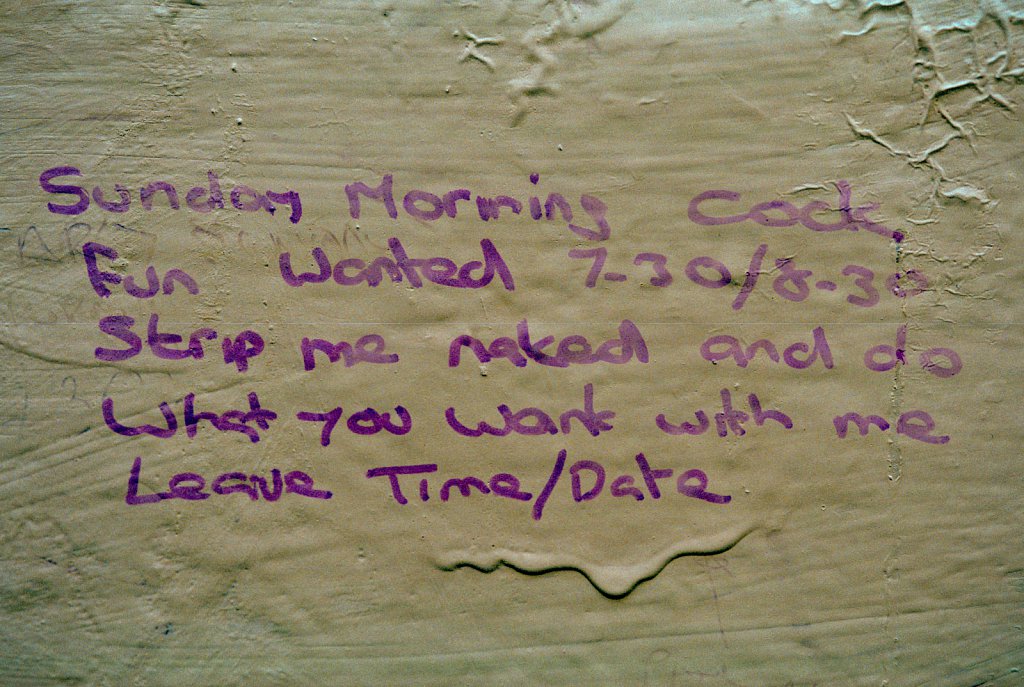 Sunday Morning Cock
Fun Wanted 7-30/8-30
Strip me naked and do
What you want with me
Leave Time/Date